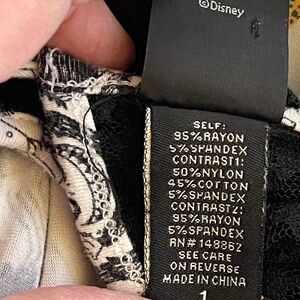 ©Disney
SELF:
95%RAYON
5%SPANDEX
CONTRAST1:
50%NYLON
45%COTTON
5%SPANDEX
CONTRAST2:
95%RAYON
5%SPANDEX
RN# 148862
SEE CARE
ON REVERSE
MADE IN CHINA
1